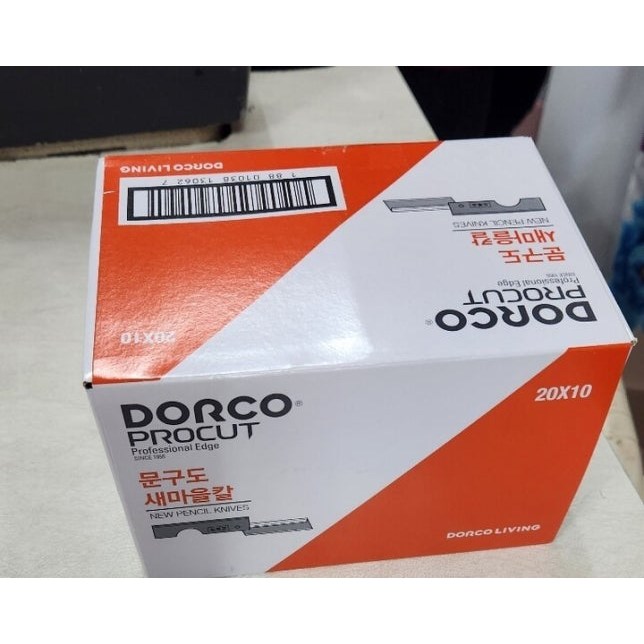 DORCO LIVING
1 88 01038 13062 7
20X10
NEW PENCIL KNIVES
새마을칼
문구도
SINCE 1955
Professional Edge
PROCUT
DORCO®
DORCO®
PROCUT
Professional Edge
SINCE 1955
문구도
새마을칼
NEW PENCIL KNIVES
20X10
DORCO LIVING